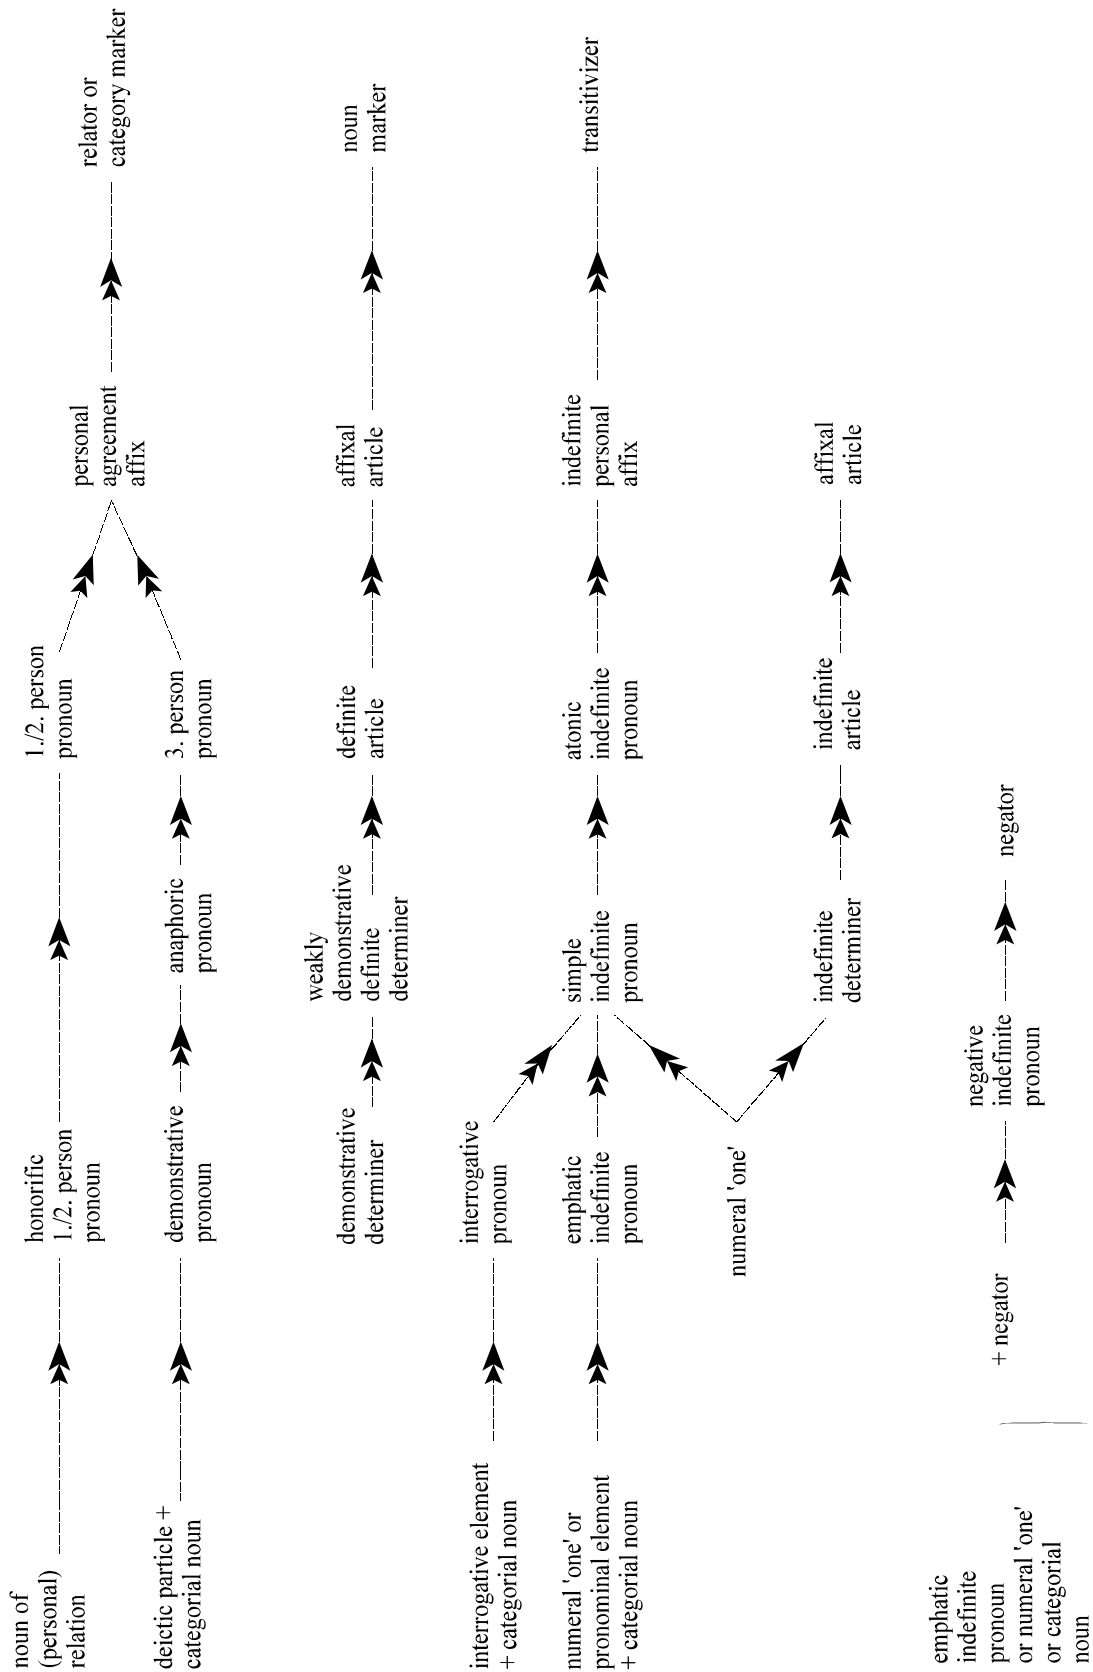 noun of
(personal)
relation
honorific
1./2. person
pronoun
1./2. person
pronoun
deictic particle +
categorial noun
demonstrative
pronoun
anaphoric
pronoun
3. person
pronoun
personal
agreement
affix
relator or
category marker
demonstrative
determiner
weakly
demonstrative
definite
determiner
definite
article
affixal
article
noun
marker
interrogative element
+ categorial noun
interrogative
pronoun
numeral 'one' or
pronominal element
+ categorial noun
emphatic
indefinite
pronoun
simple
indefinite
pronoun
atonic
indefinite
pronoun
indefinite
personal
affix
transitivizer
numeral 'one'
indefinite
determiner
indefinite
article
affixal
article
emphatic
indefinite
pronoun
or numeral 'one'
or categorial
noun
+ negator
negative
indefinite
pronoun
negator